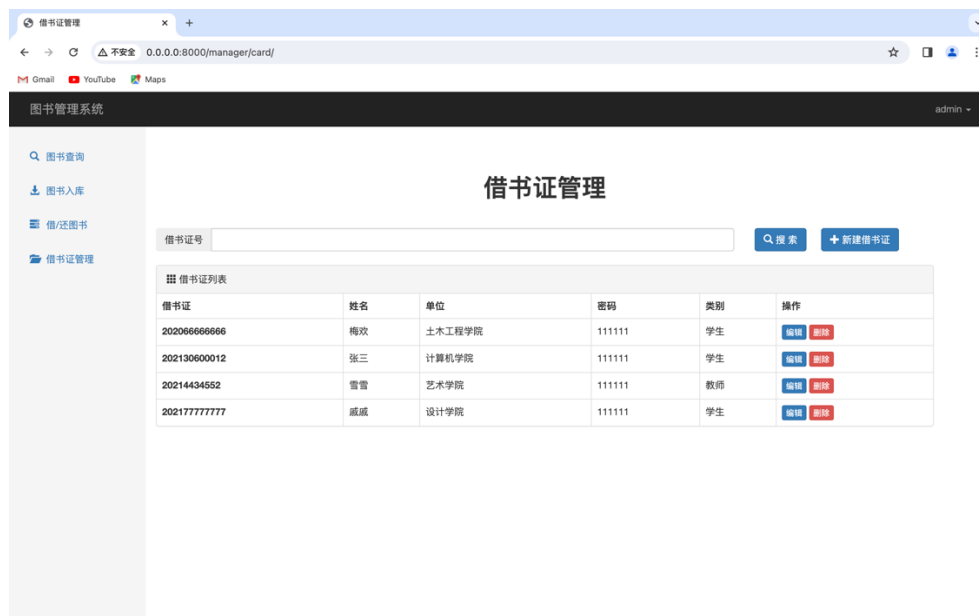 借书证管理
不安全 0.0.0.0:8000/manager/card/
Gmail YouTube Maps
图书管理系统 admin
图书查询
图书入库
借/还图书
借书证管理
借书证管理
借书证号 搜 索 新建借书证
借书证列表
借书证 姓名 单位 密码 类别 操作
202066666666 梅欢 土木工程学院 111111 学生 编辑 删除
202130600012 张三 计算机学院 111111 学生 编辑 删除
20214434552 雪雪 艺术学院 111111 教师 编辑 删除
202177777777 戚戚 设计学院 111111 学生 编辑 删除